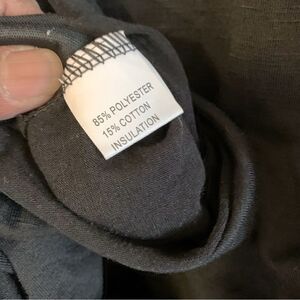 85% POLYESTER
15% COTTON
INSULATION